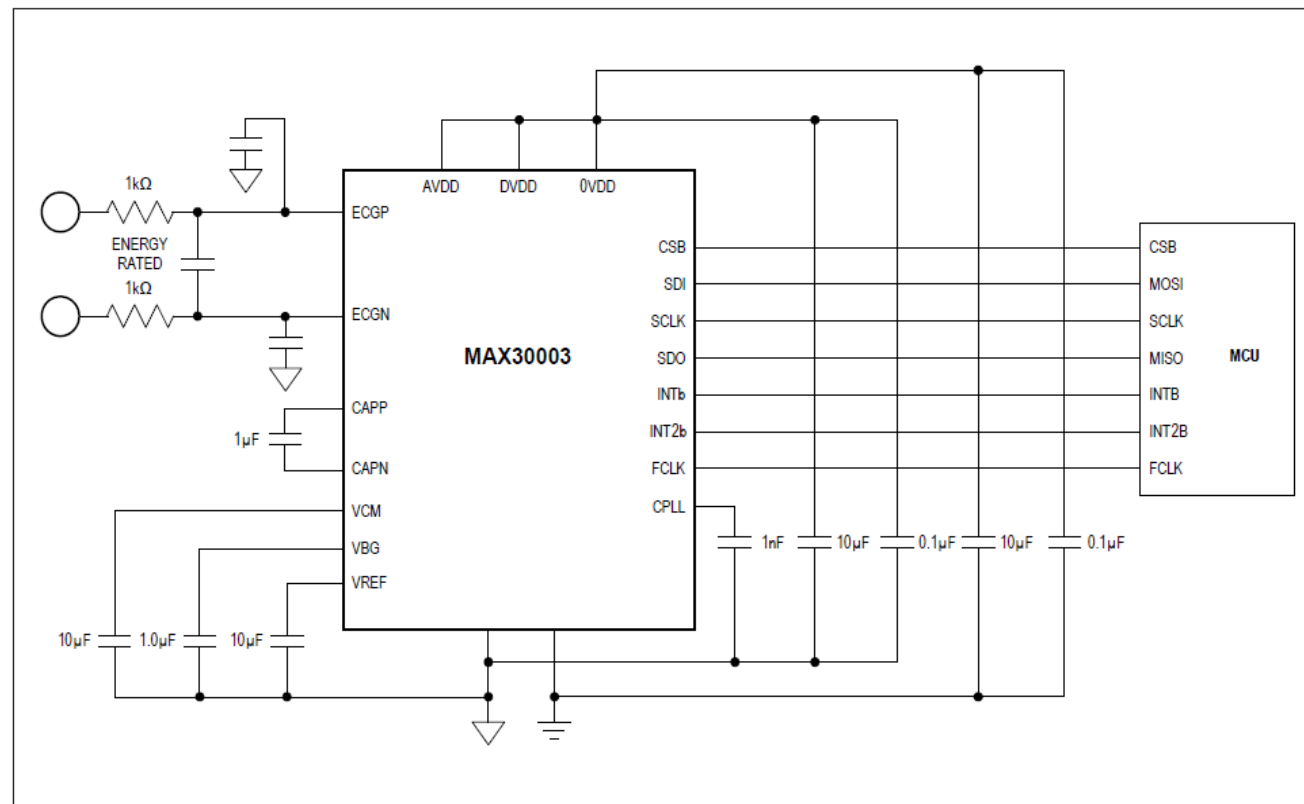 1kΩ
ENERGY
RATED
1kΩ
AVDD
DVDD
0VDD
ECGP
ECGN
CAPP
1µF
CAPN
VCM
VBG
VREF
10µF
1.0µF
10µF
MAX30003
CSB
SDI
SCLK
SDO
INTb
INT2b
FCLK
CPLL
1nF
10µF
0.1µF
10µF
0.1µF
CSB
MOSI
SCLK
MISO
INTB
INT2B
FCLK
MCU